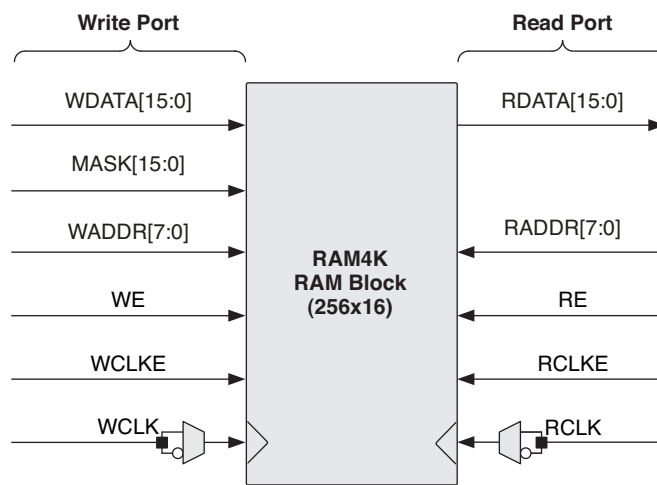 Write Port
Read Port
WDATA[15:0]
RDATA[15:0]
MASK[15:0]
WADDR[7:0]
RADDR[7:0]
RAM4K
RAM Block
(256x16)
WE
RE
WCLKE
RCLKE
WCLK
RCLK